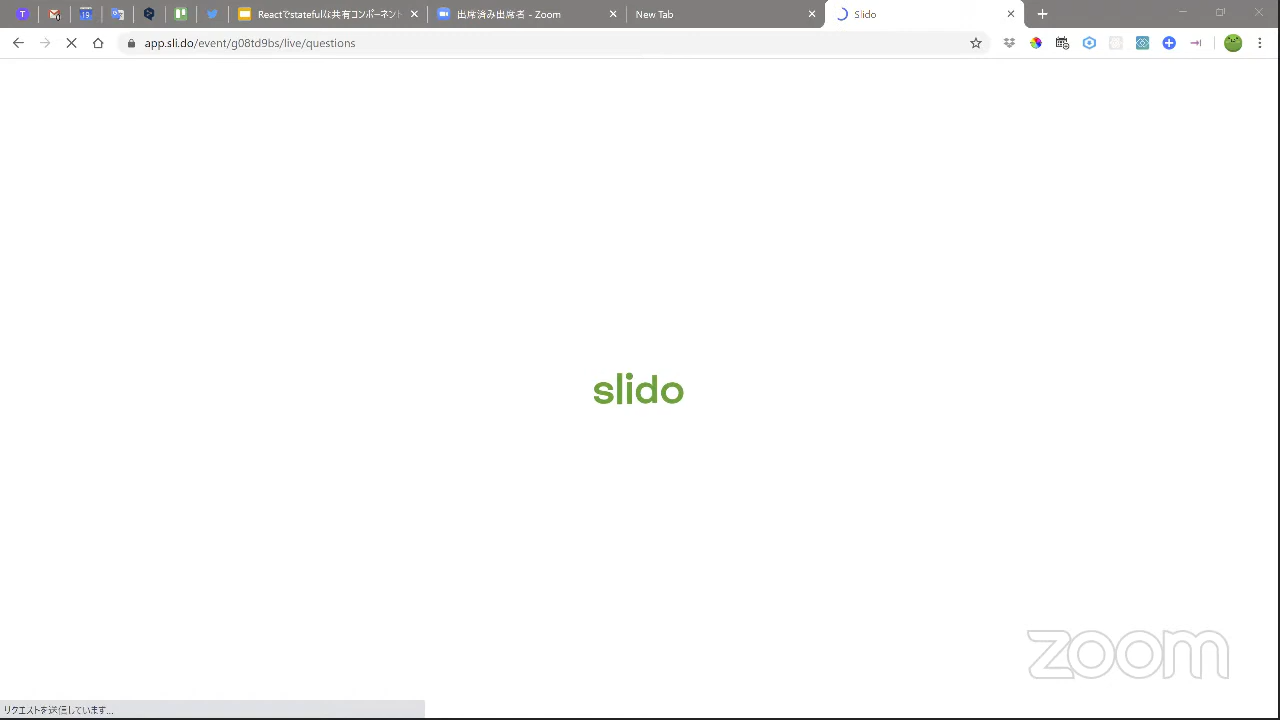 Reactでstatefulな共有コンポーネント
出席済み出席者 - Zoom
New Tab
Slido
app.sli.do/event/g08td9bs/live/questions
slido
zoom
リクエストを送信しています...